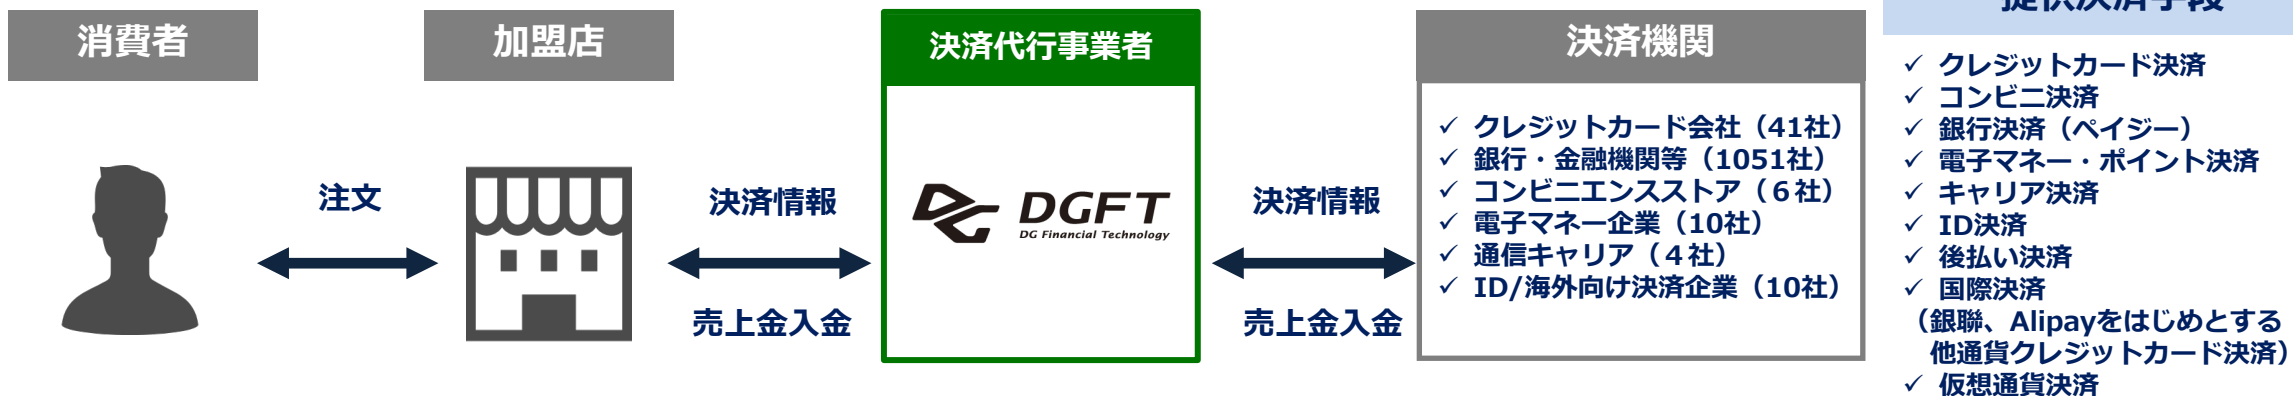 消費者
加盟店
決済代行事業者
決済機関
提供決済手段
注文
決済情報
売上金入金
DGFT
DG Financial Technology
決済情報
売上金入金
✓ クレジットカード会社（41社）
✓ 銀行・金融機関等（1051社）
✓ コンビニエンスストア（６社）
✓ 電子マネー企業（10社）
✓ 通信キャリア（４社）
✓ ID/海外向け決済企業（10社）
✓ クレジットカード決済
✓ コンビニ決済
✓ 銀行決済（ペイジー）
✓ 電子マネー・ポイント決済
✓ キャリア決済
✓ ID決済
✓ 後払い決済
✓ 国際決済
（銀聯、Alipayをはじめとする
他通貨クレジットカード決済）
✓ 仮想通貨決済